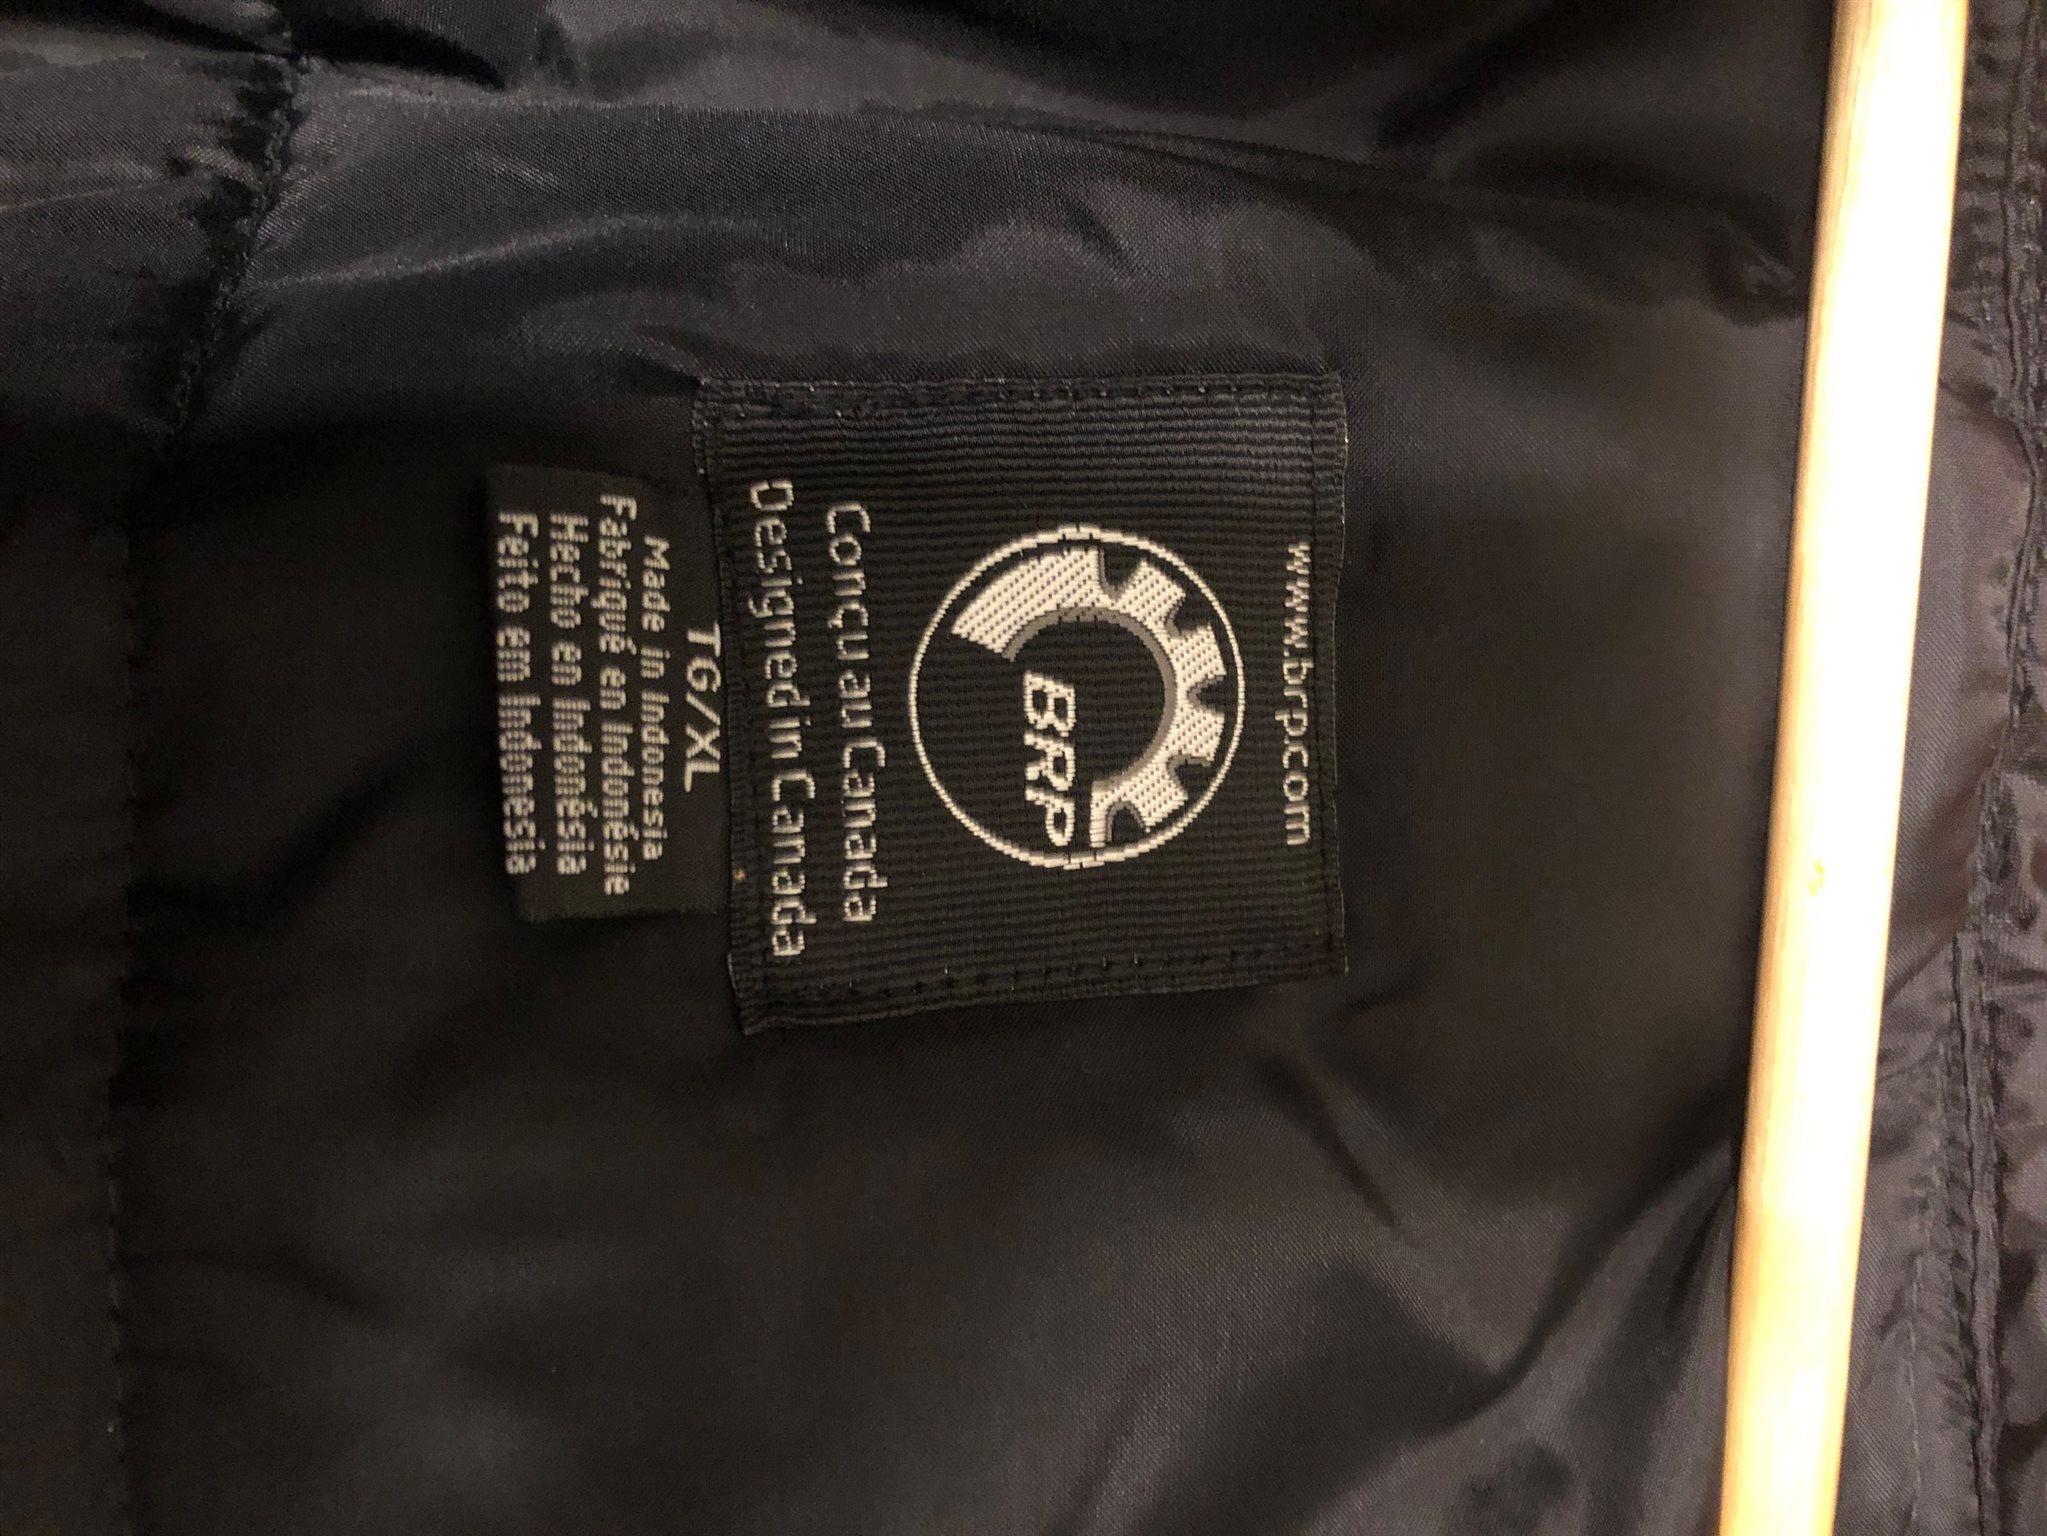 www.brp.com
BRP
Conçu au Canada
Designed in Canada
TG/XL
Made in Indonesia
Fabriqué en Indonésie
Hecho en Indonésia
Feito em Indonésia